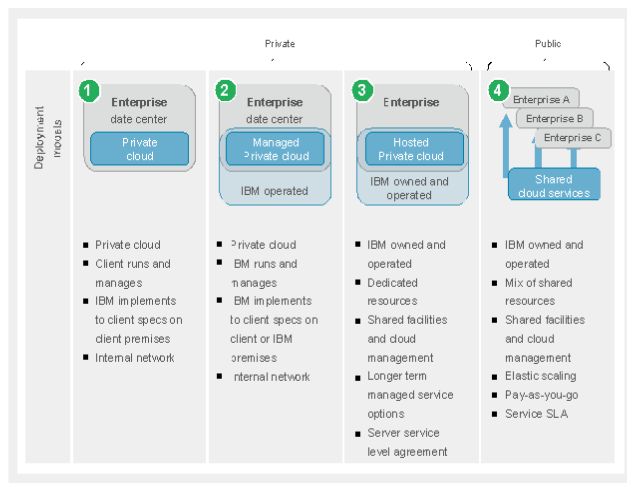 Private
Public
Deployment
models
1
Enterprise
date center
Private
cloud
2
Enterprise
date center
Managed
Private cloud
IBM operated
3
Enterprise
Hosted
Private cloud
IBM owned and
operated
4
Enterprise A
Enterprise B
Enterprise C
Shared
cloud services
■ Private cloud
■ Client runs and
manages
■ IBM implements
to client specs on
client premises
■ Internal network
■ Private cloud
■ IBM runs and
manages
■ IBM implements
to client specs on
client or IBM
premises
■ Internal network
■ IBM owned and
operated
■ Dedicated
resources
■ Shared facilities
and cloud
management
■ Longer term
managed service
options
■ Server service
level agreement
■ IBM owned and
operated
■ Mix of shared
resources
■ Shared facilities
and cloud
management
■ Elastic scaling
■ Pay-as-you-go
■ Service SLA